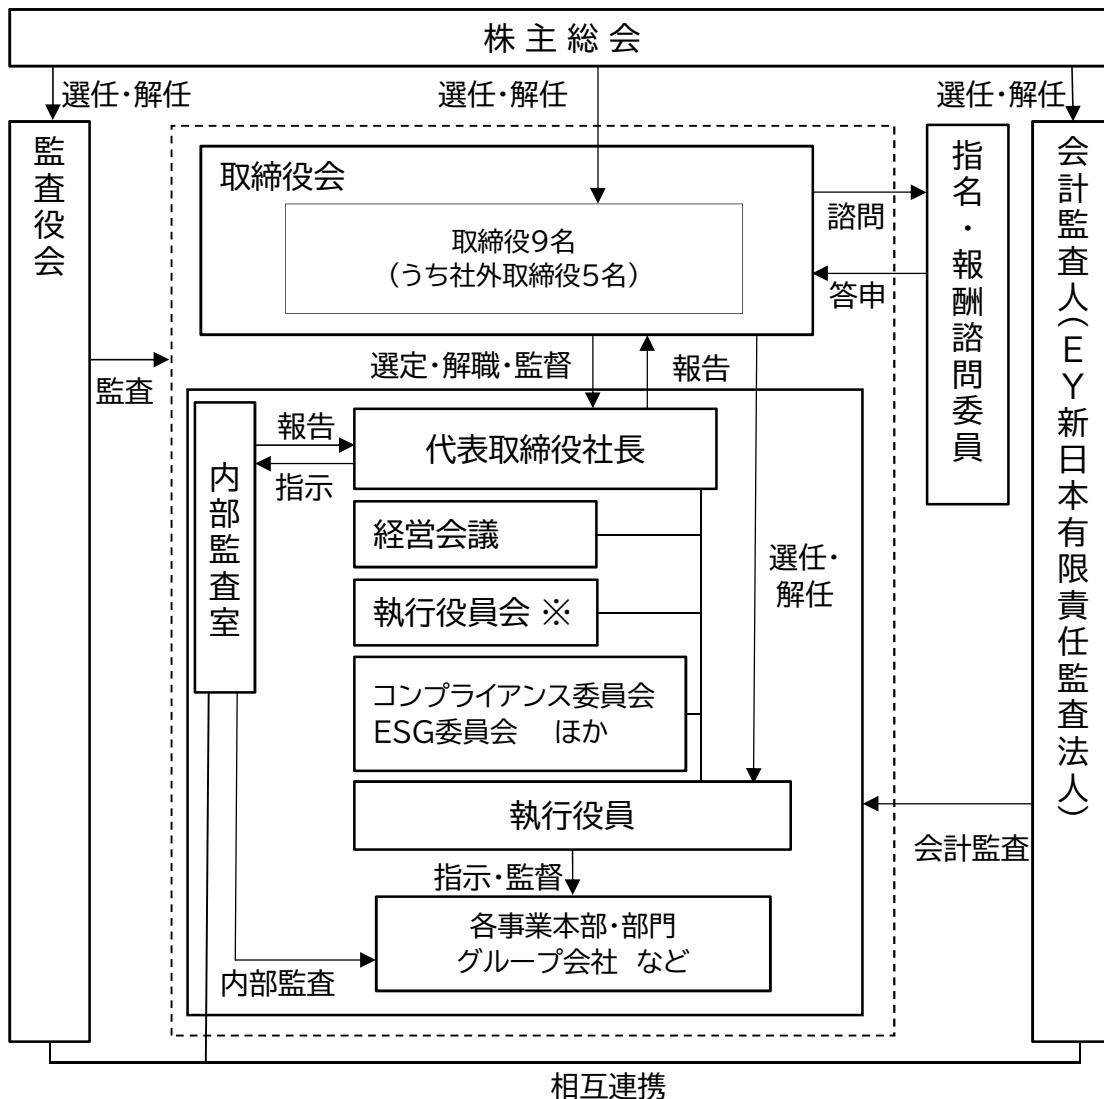 株主総会
選任・解任
選任・解任
選任・解任
監査役会
取締役会
取締役9名
（うち社外取締役5名）
諮問
答申
指名・報酬諮問委員
会計監査人(EY新日本有限責任監査法人)
監査
選定・解職・監督
報告
報告
指示
内部監査室
代表取締役社長
経営会議
執行役員会 ※
選任・
解任
コンプライアンス委員会
ESG委員会　ほか
執行役員
会計監査
指示・監督
各事業本部・部門
グループ会社 など
内部監査
相互連携